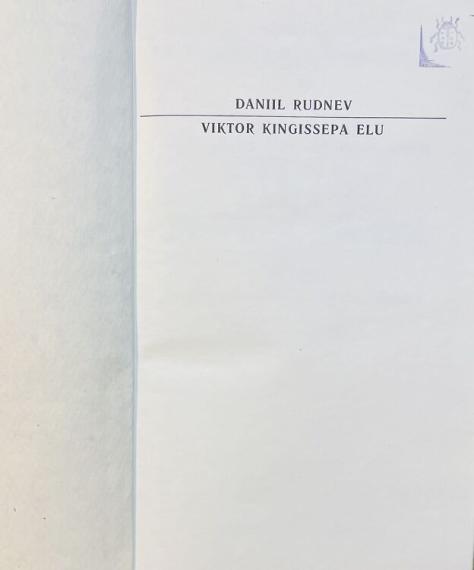 DANIIL RUDNEV
VIKTOR KINGISSEPA ELU